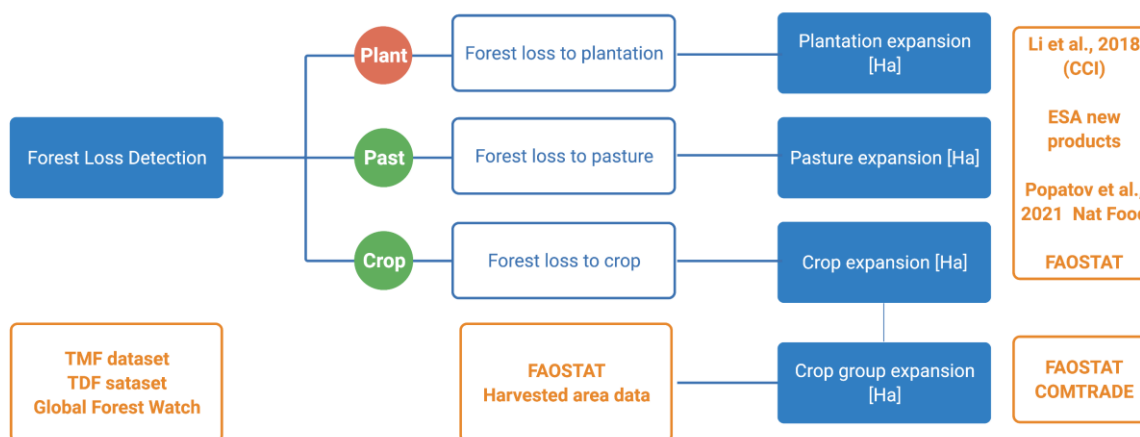 Plant
Forest loss to plantation
Plantation expansion
[Ha]
Li et al., 2018
(CCI)
ESA new
products
Popatov et al.,
2021 Nat Food
FAOSTAT
Forest Loss Detection
Past
Forest loss to pasture
Pasture expansion [Ha]
Crop
Forest loss to crop
Crop expansion [Ha]
TMF dataset
TDF sataset
Global Forest Watch
FAOSTAT
Harvested area data
Crop group expansion
[Ha]
FAOSTAT
COMTRADE